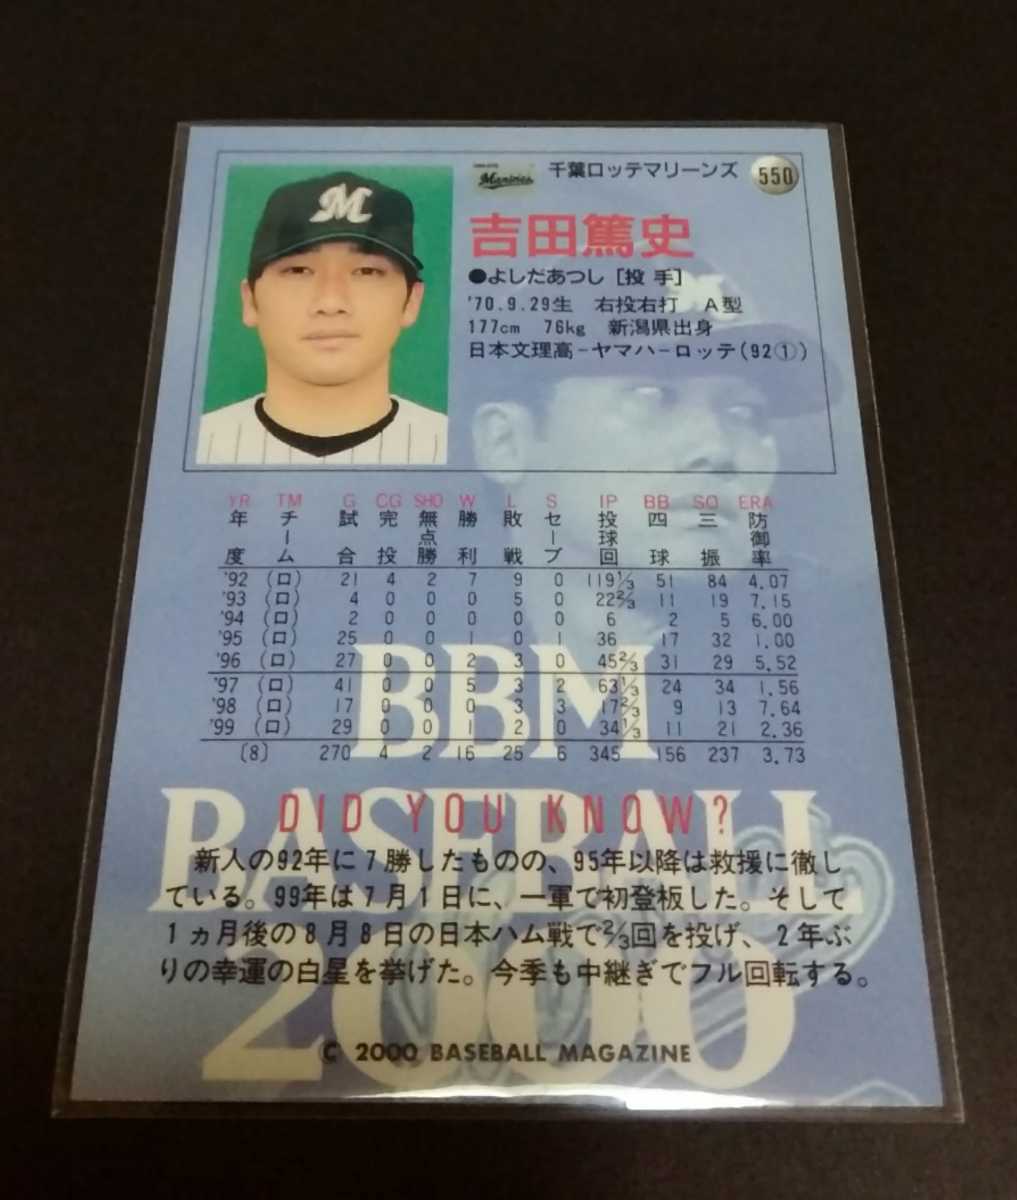 千葉ロッテマリーンズ 550
Marines
M
吉田篤史
●よしだあつし [投 手]
'70.9.29生 右投右打 A型
177cm 76kg 新潟県出身
日本文理高-ヤマハ-ロッテ(92①)
YR TM G CG SHO W L S IP BB SO ERA
年度 チーム 試合 完投 無点勝 勝利 敗戦 セーブ 投球回 四球 三振 防御率
'92 (ロ) 21 4 2 7 9 0 119⅓ 51 84 4.07
'93 (ロ) 4 0 0 0 5 0 22⅔ 11 19 7.15
'94 (ロ) 2 0 0 0 0 0 6 2 5 6.00
'95 (ロ) 25 0 0 1 0 1 36 17 32 1.00
'96 (ロ) 27 0 0 2 3 0 45⅔ 31 29 5.52
'97 (ロ) 41 0 0 5 3 2 63⅓ 24 34 1.56
'98 (ロ) 17 0 0 0 3 3 17⅔ 9 13 7.64
'99 (ロ) 29 0 0 1 2 0 34⅓ 11 21 2.36
(8) 270 4 2 16 25 6 345 156 237 3.73
BBM
BASEBALL
2000
DID YOU KNOW?
新人の92年に7勝したものの、95年以降は救援に徹し
ている。99年は7月1日に、一軍で初登板した。そして
1ヵ月後の8月8日の日本ハム戦で⅔回を投げ、2年ぶ
りの幸運の白星を挙げた。今季も中継ぎでフル回転する。
© 2000 BASEBALL MAGAZINE